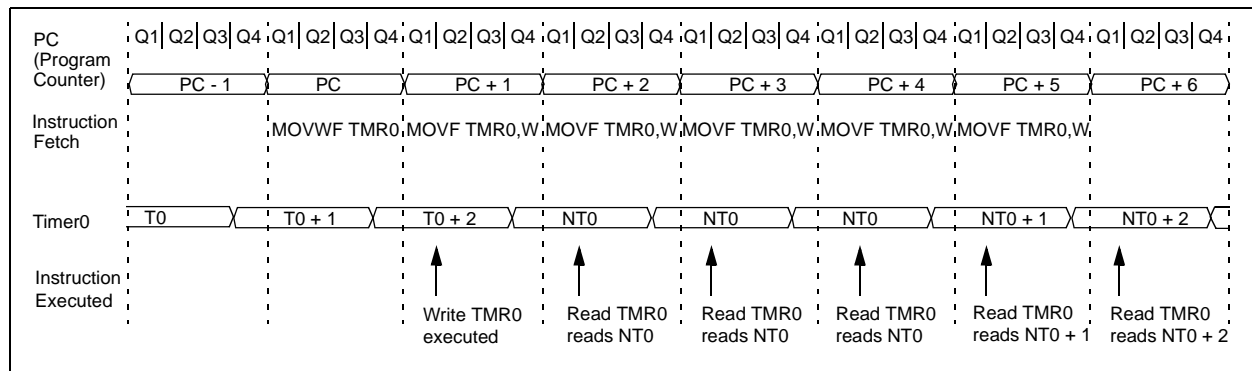 PC
(Program
Counter)
Q1 Q2 Q3 Q4 Q1 Q2 Q3 Q4 Q1 Q2 Q3 Q4 Q1 Q2 Q3 Q4 Q1 Q2 Q3 Q4 Q1 Q2 Q3 Q4 Q1 Q2 Q3 Q4 Q1 Q2 Q3 Q4
PC - 1 PC PC + 1 PC + 2 PC + 3 PC + 4 PC + 5 PC + 6
Instruction
Fetch
MOVWF TMR0 MOVF TMR0,W MOVF TMR0,W MOVF TMR0,W MOVF TMR0,W MOVF TMR0,W
Timer0
T0 T0 + 1 T0 + 2 NT0 NT0 NT0 NT0 + 1 NT0 + 2
Instruction
Executed
Write TMR0
executed
Read TMR0
reads NT0
Read TMR0
reads NT0
Read TMR0
reads NT0
Read TMR0
reads NT0 + 1
Read TMR0
reads NT0 + 2